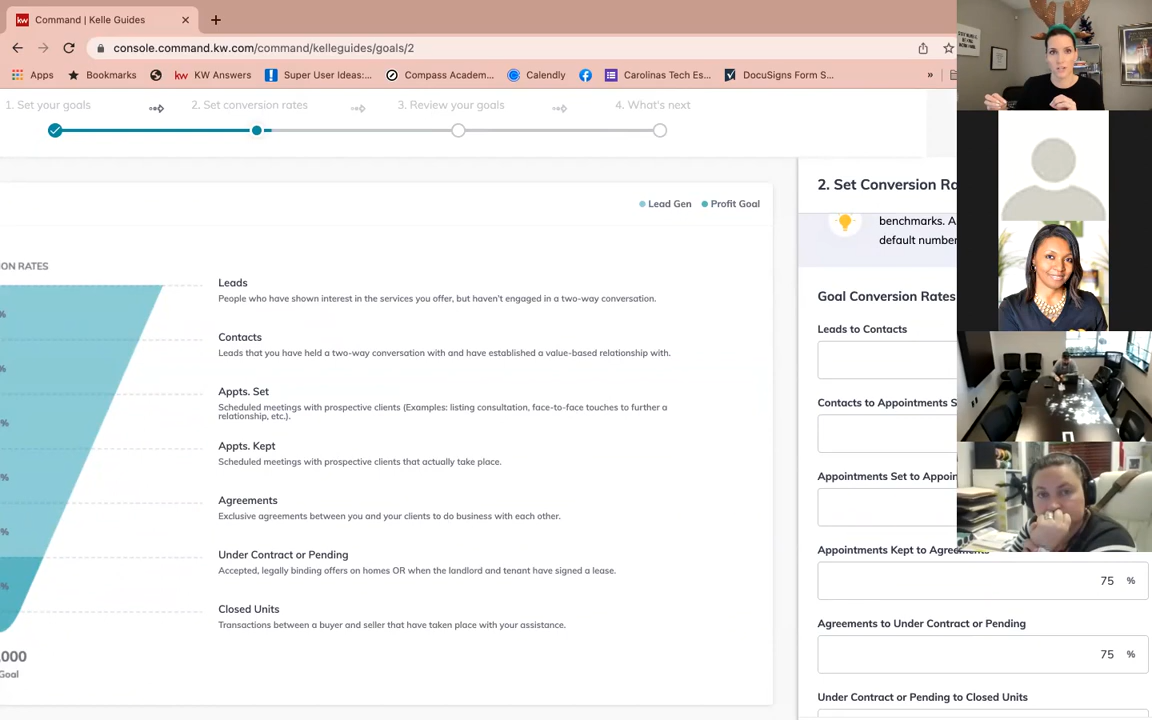 kw Command | Kelle Guides
console.command.kw.com/command/kelleguides/goals/2
Apps Bookmarks kw KW Answers Super User Ideas:... Compass Academ... Calendly Carolinas Tech Es... DocuSigns Form S... »
1. Set your goals 2. Set conversion rates 3. Review your goals 4. What's next
Lead Gen Profit Goal
ON RATES
Leads
People who have shown interest in the services you offer, but haven't engaged in a two-way conversation.
%
Contacts
Leads that you have held a two-way conversation with and have established a value-based relationship with.
%
Appts. Set
Scheduled meetings with prospective clients (Examples: listing consultation, face-to-face touches to further a
relationship, etc.).
%
Appts. Kept
Scheduled meetings with prospective clients that actually take place.
%
Agreements
Exclusive agreements between you and your clients to do business with each other.
%
Under Contract or Pending
Accepted, legally binding offers on homes OR when the landlord and tenant have signed a lease.
%
Closed Units
Transactions between a buyer and seller that have taken place with your assistance.
,000
Goal
2. Set Conversion Ra
benchmarks. A
default number
Goal Conversion Rates
Leads to Contacts
Contacts to Appointments S
Appointments Set to Appoin
Appointments Kept to Agreements
75 %
Agreements to Under Contract or Pending
75 %
Under Contract or Pending to Closed Units